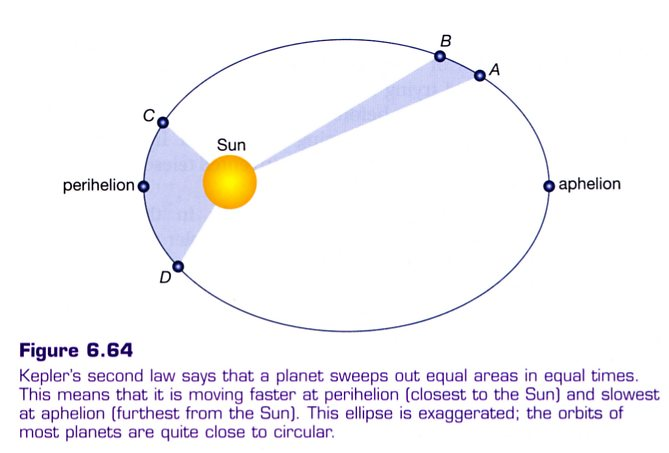 B
A
C
Sun
perihelion
aphelion
D
Figure 6.64
Kepler's second law says that a planet sweeps out equal areas in equal times.
This means that it is moving faster at perihelion (closest to the Sun) and slowest
at aphelion (furthest from the Sun). This ellipse is exaggerated; the orbits of
most planets are quite close to circular.